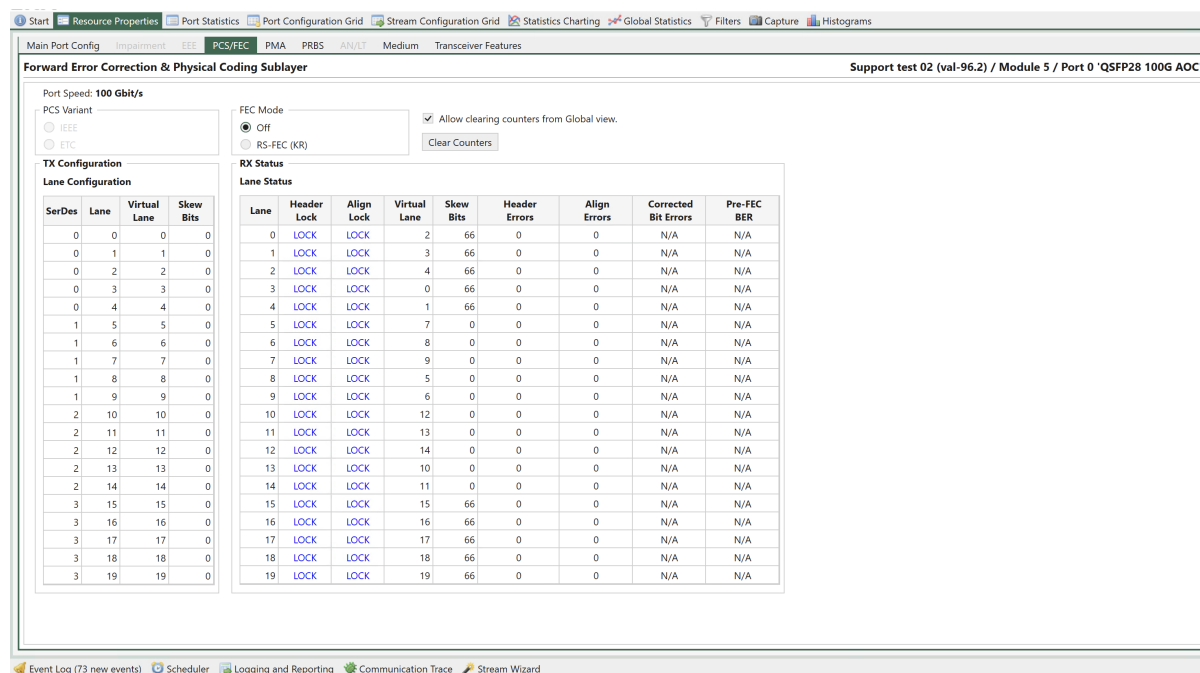 Start Resource Properties Port Statistics Port Configuration Grid Stream Configuration Grid Statistics Charting Global Statistics Filters Capture Histograms
Main Port Config Impairment EEE PCS/FEC PMA PRBS AN/LT Medium Transceiver Features
Forward Error Correction & Physical Coding Sublayer Support test 02 (val-96.2) / Module 5 / Port 0 'QSFP28 100G AOC'
Port Speed: 100 Gbit/s
PCS Variant
IEEE
ETC
FEC Mode
Off
RS-FEC (KR)
Allow clearing counters from Global view.
Clear Counters
TX Configuration
Lane Configuration
SerDes Lane Virtual Lane Skew Bits
0 0 0 0
0 1 1 0
0 2 2 0
0 3 3 0
0 4 4 0
1 5 5 0
1 6 6 0
1 7 7 0
1 8 8 0
1 9 9 0
2 10 10 0
2 11 11 0
2 12 12 0
2 13 13 0
2 14 14 0
3 15 15 0
3 16 16 0
3 17 17 0
3 18 18 0
3 19 19 0
RX Status
Lane Status
Lane Header Lock Align Lock Virtual Lane Skew Bits Header Errors Align Errors Corrected Bit Errors Pre-FEC BER
0 LOCK LOCK 2 66 0 0 N/A N/A
1 LOCK LOCK 3 66 0 0 N/A N/A
2 LOCK LOCK 4 66 0 0 N/A N/A
3 LOCK LOCK 0 66 0 0 N/A N/A
4 LOCK LOCK 1 66 0 0 N/A N/A
5 LOCK LOCK 7 0 0 0 N/A N/A
6 LOCK LOCK 8 0 0 0 N/A N/A
7 LOCK LOCK 9 0 0 0 N/A N/A
8 LOCK LOCK 5 0 0 0 N/A N/A
9 LOCK LOCK 6 0 0 0 N/A N/A
10 LOCK LOCK 12 0 0 0 N/A N/A
11 LOCK LOCK 13 0 0 0 N/A N/A
12 LOCK LOCK 14 0 0 0 N/A N/A
13 LOCK LOCK 10 0 0 0 N/A N/A
14 LOCK LOCK 11 0 0 0 N/A N/A
15 LOCK LOCK 15 66 0 0 N/A N/A
16 LOCK LOCK 16 66 0 0 N/A N/A
17 LOCK LOCK 17 66 0 0 N/A N/A
18 LOCK LOCK 18 66 0 0 N/A N/A
19 LOCK LOCK 19 66 0 0 N/A N/A
Event Log (73 new events) Scheduler Logging and Reporting Communication Trace Stream Wizard